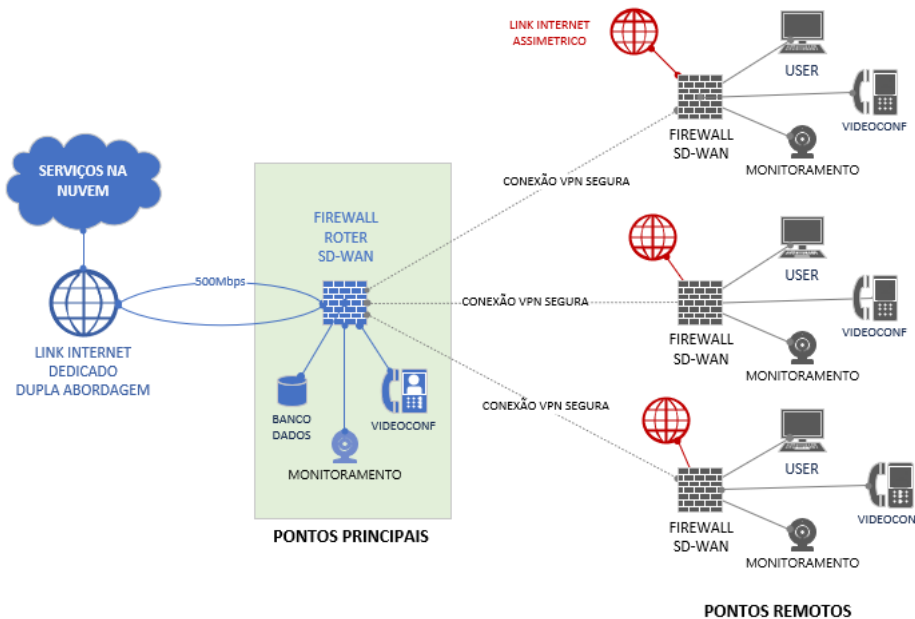 LINK INTERNET
ASSIMETRICO
USER
VIDEOCONF
FIREWALL
SD-WAN
MONITORAMENTO
SERVIÇOS NA
NUVEM
CONEXÃO VPN SEGURA
FIREWALL
ROTER
SD-WAN
500Mbps
LINK INTERNET
DEDICADO
DUPLA ABORDAGEM
BANCO
DADOS
VIDEOCONF
MONITORAMENTO
PONTOS PRINCIPAIS
CONEXÃO VPN SEGURA
USER
VIDEOCONF
FIREWALL
SD-WAN
MONITORAMENTO
CONEXÃO VPN SEGURA
USER
VIDEOCON
FIREWALL
SD-WAN
MONITORAMENTO
PONTOS REMOTOS